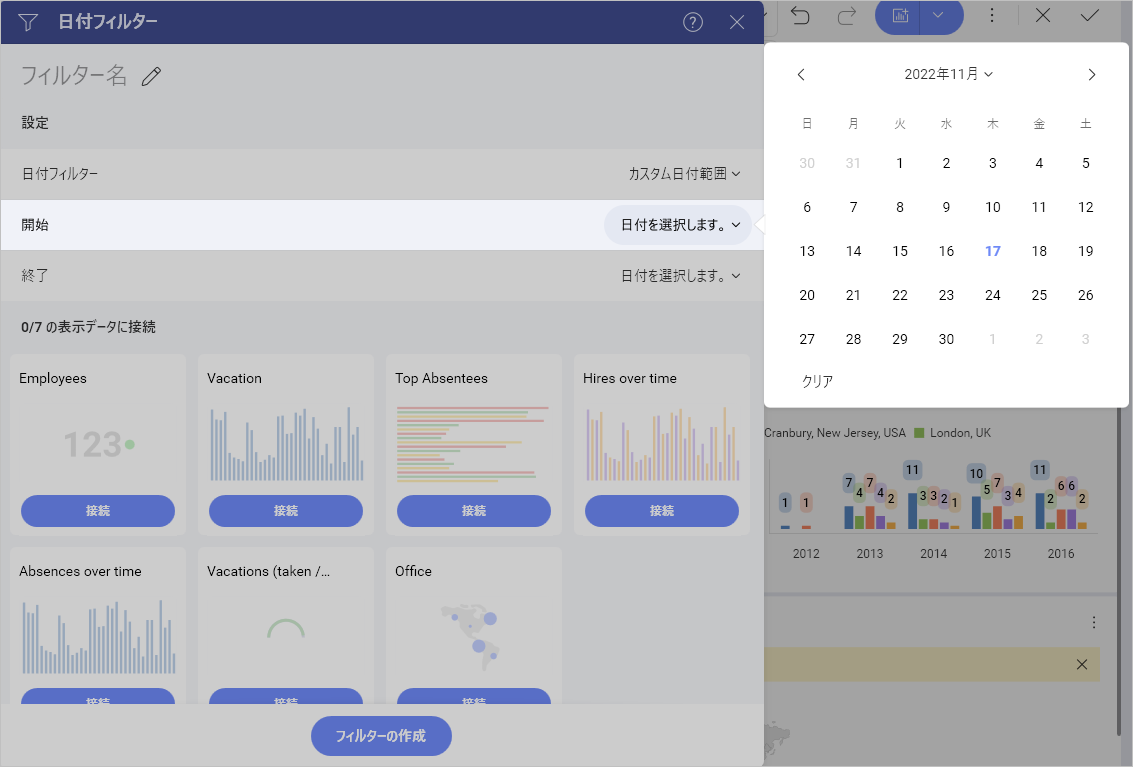 日付フィルター
フィルター名
設定
日付フィルター
カスタム日付範囲
開始
日付を選択します。
終了
日付を選択します。
0/7 の表示データに接続
Employees
123
接続
Vacation
接続
Top Absentees
接続
Hires over time
接続
Absences over time
接続
Vacations (taken /...
接続
Office
接続
フィルターの作成
2022年11月
日 月 火 水 木 金 土
30 31 1 2 3 4 5
6 7 8 9 10 11 12
13 14 15 16 17 18 19
20 21 22 23 24 25 26
27 28 29 30 1 2 3
クリア
Cranbury, New Jersey, USA London, UK
1 1 7 4 7 4 2 11 3 3 2 1 10 5 7 3 4 11 2 6 6 2
2012 2013 2014 2015 2016